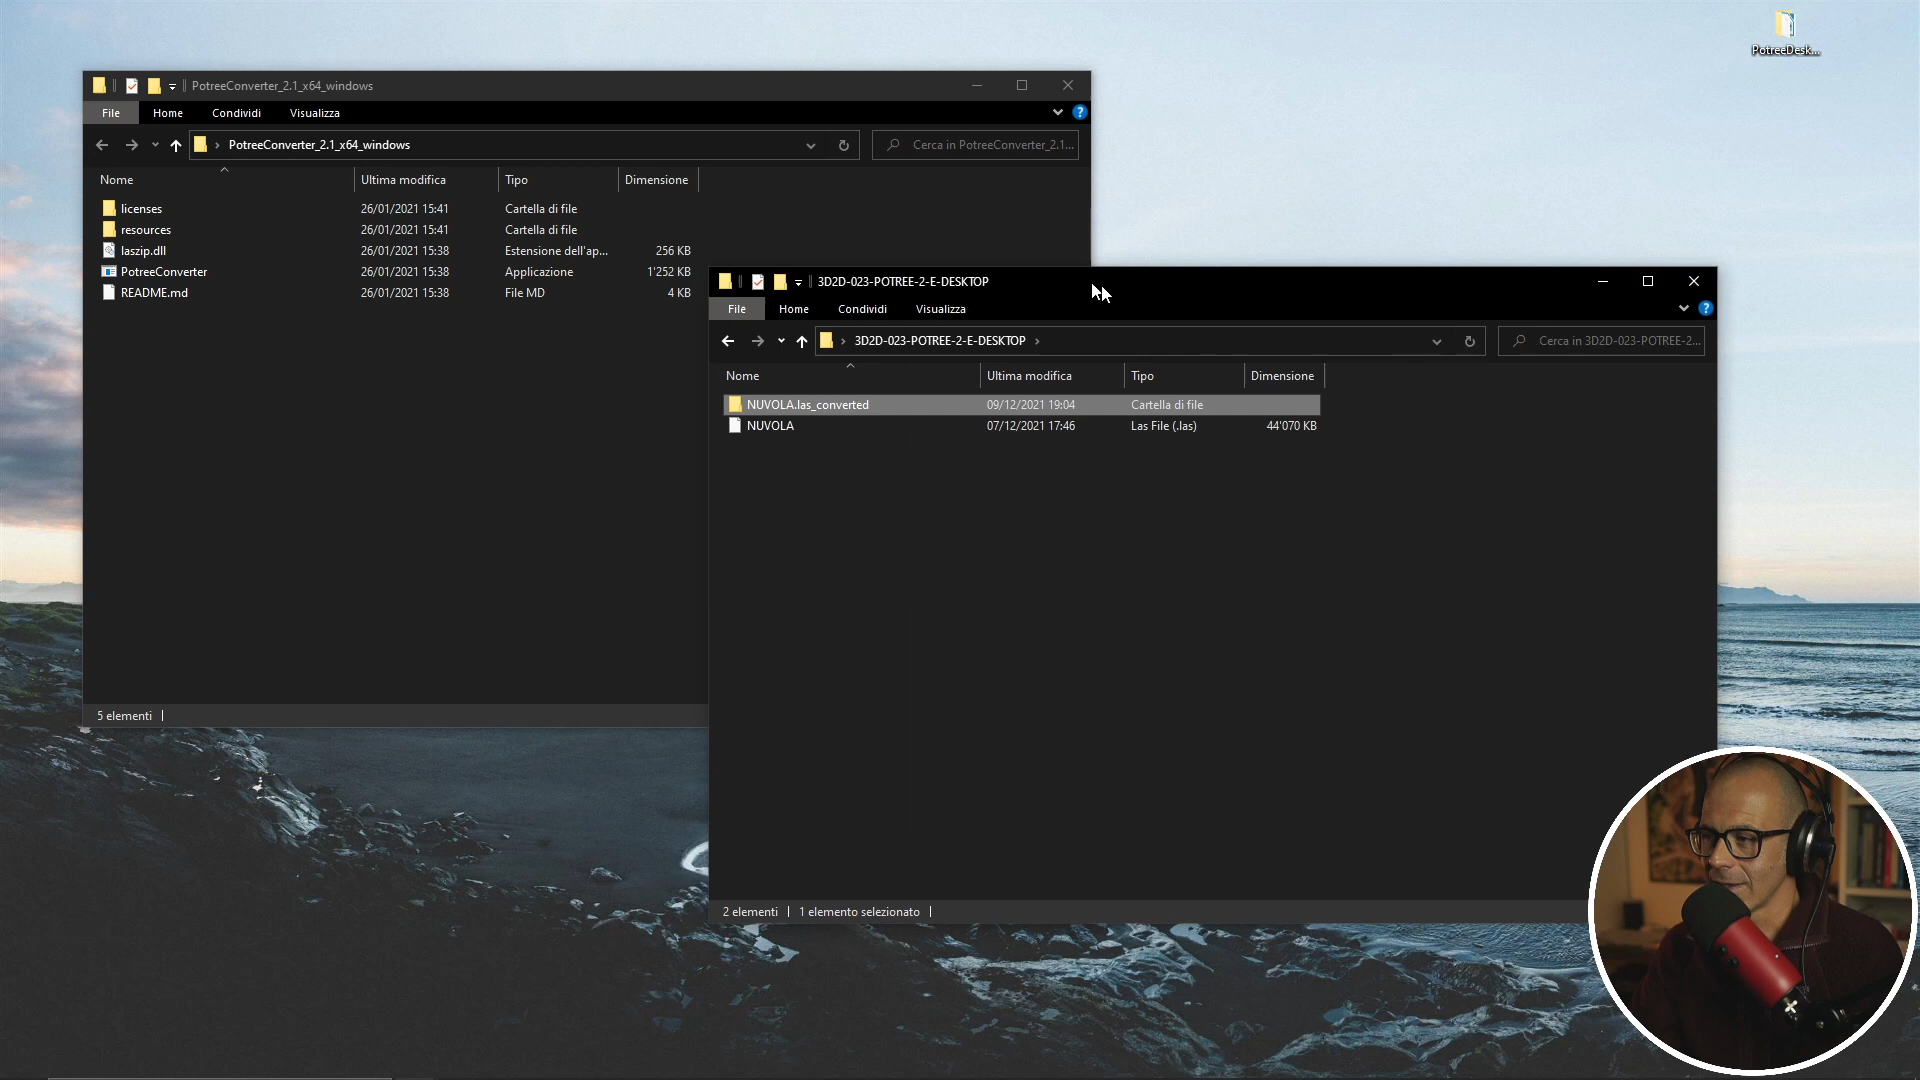 PotreeDesk...
PotreeConverter_2.1_x64_windows
File Home Condividi Visualizza
PotreeConverter_2.1_x64_windows Cerca in PotreeConverter_2.1...
Nome Ultima modifica Tipo Dimensione
licenses 26/01/2021 15:41 Cartella di file
resources 26/01/2021 15:41 Cartella di file
laszip.dll 26/01/2021 15:38 Estensione dell'ap... 256 KB
PotreeConverter 26/01/2021 15:38 Applicazione 1'252 KB
README.md 26/01/2021 15:38 File MD 4 KB
5 elementi
3D2D-023-POTREE-2-E-DESKTOP
File Home Condividi Visualizza
3D2D-023-POTREE-2-E-DESKTOP Cerca in 3D2D-023-POTREE-2...
Nome Ultima modifica Tipo Dimensione
NUVOLA.las_converted 09/12/2021 19:04 Cartella di file
NUVOLA 07/12/2021 17:46 Las File (.las) 44'070 KB
2 elementi 1 elemento selezionato